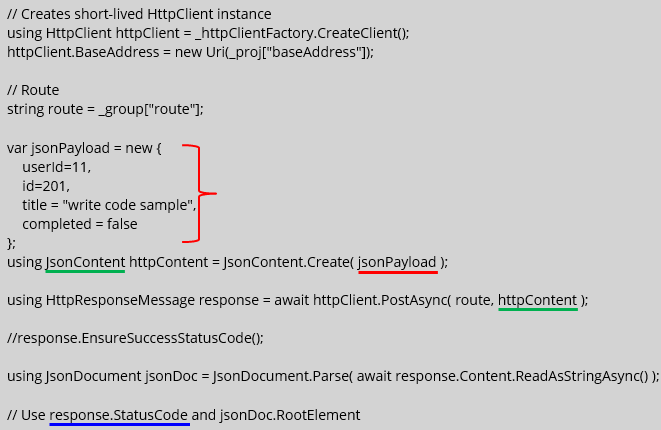 // Creates short-lived HttpClient instance
using HttpClient httpClient = _httpClientFactory.CreateClient();
httpClient.BaseAddress = new Uri(_proj["baseAddress"]);
// Route
string route = _group["route"];
var jsonPayload = new {
userId=11,
id=201,
title = "write code sample",
completed = false
};
using JsonContent httpContent = JsonContent.Create( jsonPayload );
using HttpResponseMessage response = await httpClient.PostAsync( route, httpContent );
//response.EnsureSuccessStatusCode();
using JsonDocument jsonDoc = JsonDocument.Parse( await response.Content.ReadAsStringAsync() );
// Use response.StatusCode and jsonDoc.RootElement